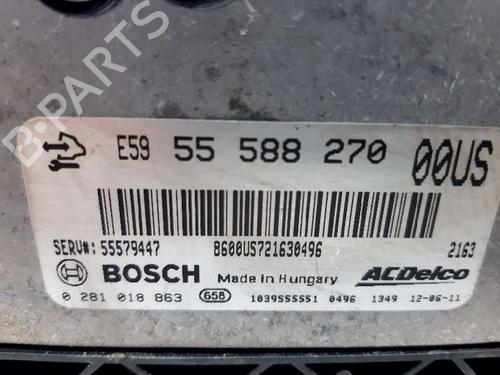 E59 55 588 270 00US
SERV#: 55579447 8600US721630496 2163
BOSCH Made in Hungary ACDelco
0 281 018 863 658 1039S55551 0496 1349 12-06-11
B-PARTS